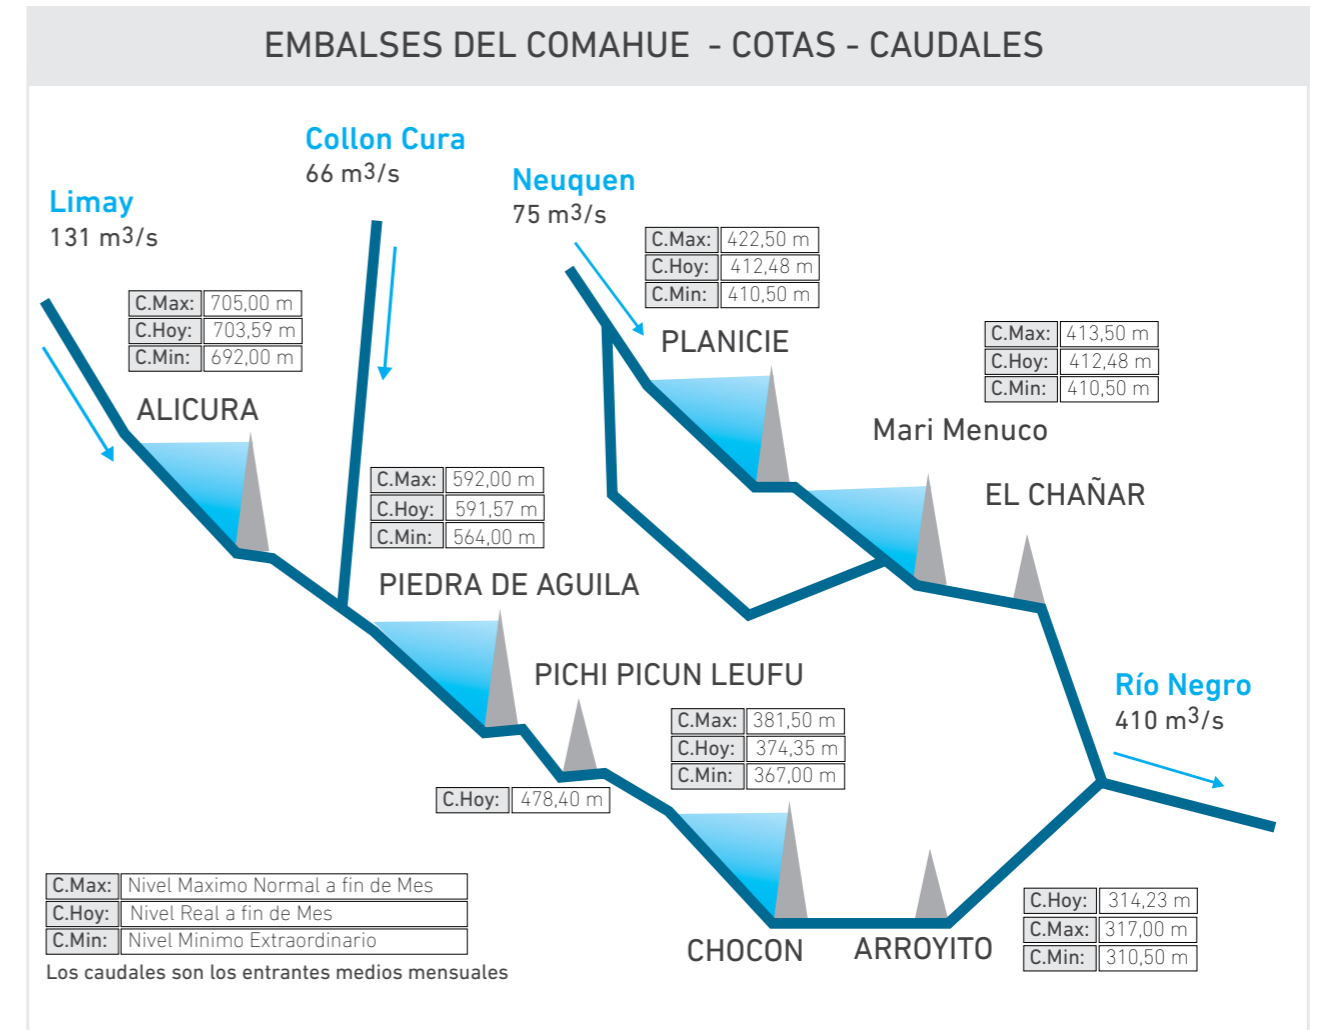 EMBALSES DEL COMAHUE - COTAS - CAUDALES
Collon Cura
66 m3/s
Neuquen
75 m3/s
Limay
131 m3/s
C.Max: 422,50 m
C.Hoy: 412,48 m
C.Min: 410,50 m
PLANICIE
C.Max: 705,00 m
C.Hoy: 703,59 m
C.Min: 692,00 m
ALICURA
C.Max: 413,50 m
C.Hoy: 412,48 m
C.Min: 410,50 m
Mari Menuco
EL CHAÑAR
C.Max: 592,00 m
C.Hoy: 591,57 m
C.Min: 564,00 m
PIEDRA DE AGUILA
PICHI PICUN LEUFU
Río Negro
410 m3/s
C.Max: 381,50 m
C.Hoy: 374,35 m
C.Min: 367,00 m
C.Hoy: 478,40 m
CHOCON
ARROYITO
C.Hoy: 314,23 m
C.Max: 317,00 m
C.Min: 310,50 m
C.Max: Nivel Maximo Normal a fin de Mes
C.Hoy: Nivel Real a fin de Mes
C.Min: Nivel Minimo Extraordinario
Los caudales son los entrantes medios mensuales